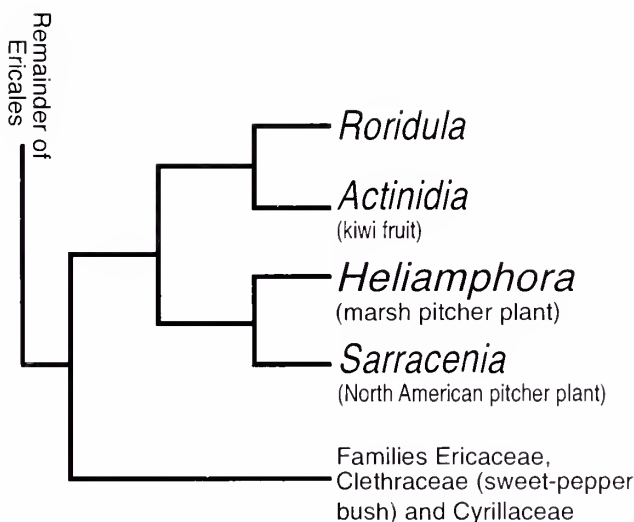 Remainder of
Ericales
Roridula
Actinidia
(kiwi fruit)
Heliamphora
(marsh pitcher plant)
Sarracenia
(North American pitcher plant)
Families Ericaceae,
Clethraceae (sweet-pepper
bush) and Cyrillaceae